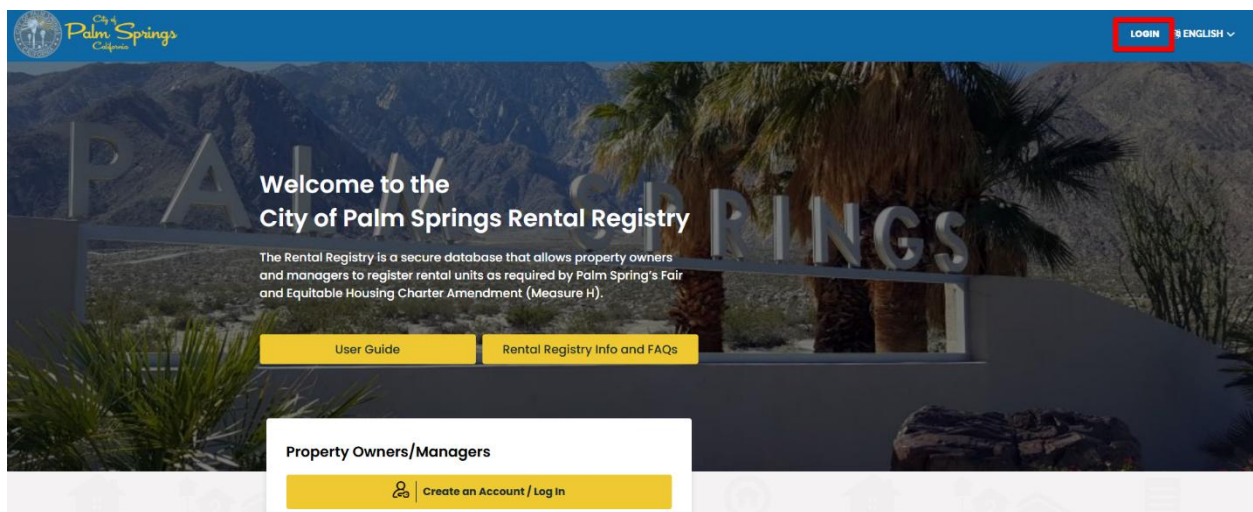 City of
Palm Springs
California
LOGIN
ENGLISH
PALM SPRINGS
Welcome to the
City of Palm Springs Rental Registry
The Rental Registry is a secure database that allows property owners
and managers to register rental units as required by Palm Spring's Fair
and Equitable Housing Charter Amendment (Measure H).
User Guide
Rental Registry Info and FAQs
Property Owners/Managers
Create an Account / Log In